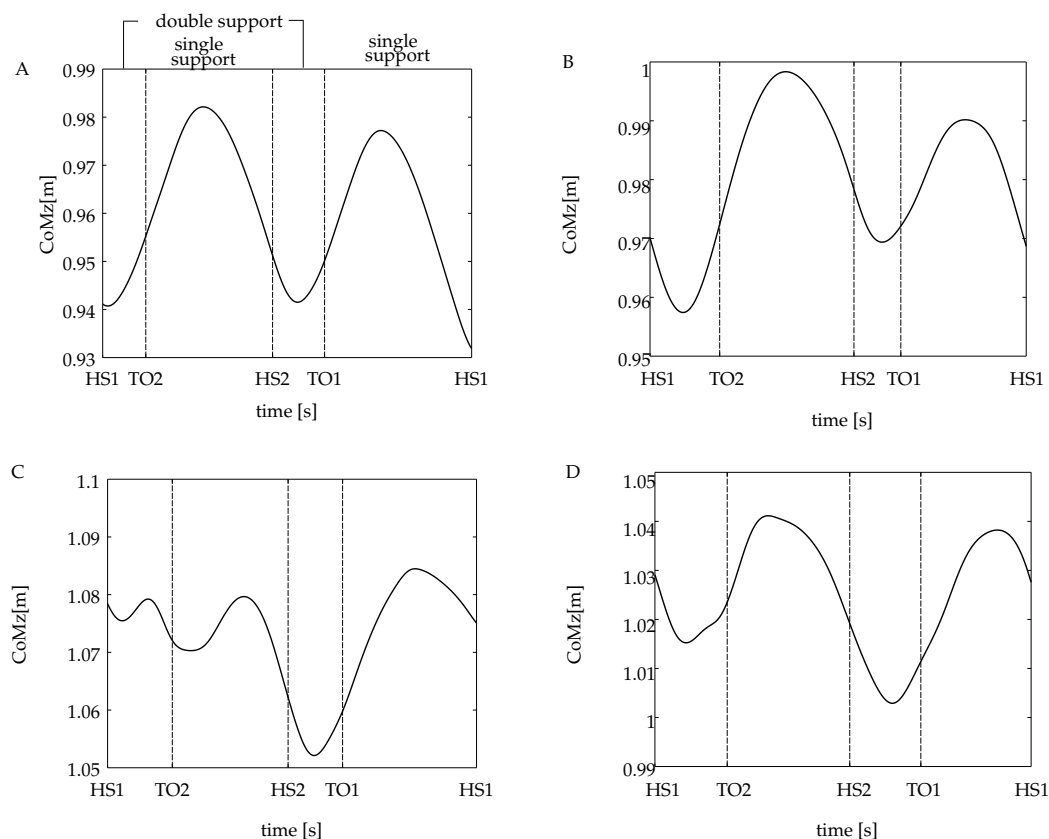 double support
single
support
single
support
A
0.99
0.98
0.97
0.96
0.95
0.94
0.93
CoMz[m]
HS1 TO2 HS2 TO1 HS1
time [s]
B
1
0.99
0.98
0.97
0.96
0.95
CoMz[m]
HS1 TO2 HS2 TO1 HS1
time [s]
C
1.1
1.09
1.08
1.07
1.06
1.05
CoMz[m]
HS1 TO2 HS2 TO1 HS1
time [s]
D
1.05
1.04
1.03
1.02
1.01
1
0.99
CoMz[m]
HS1 TO2 HS2 TO1 HS1
time [s]